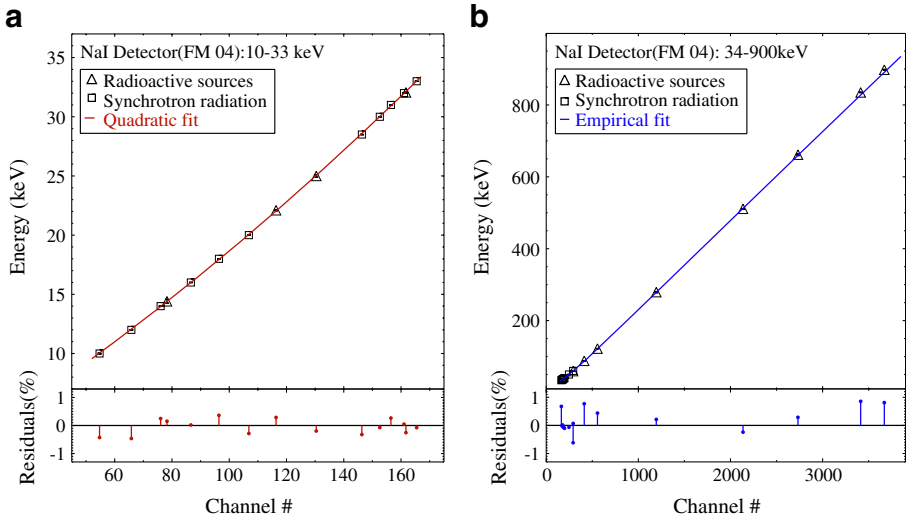 a
NaI Detector(FM 04):10-33 keV
Radioactive sources
Synchrotron radiation
Quadratic fit
Energy (keV)
35
30
25
20
15
10
Residuals(%)
1
0
-1
60 80 100 120 140 160
Channel #
b
NaI Detector(FM 04): 34-900keV
Radioactive sources
Synchrotron radiation
Empirical fit
Energy (keV)
800
600
400
200
Residuals(%)
1
0
-1
0 1000 2000 3000
Channel #